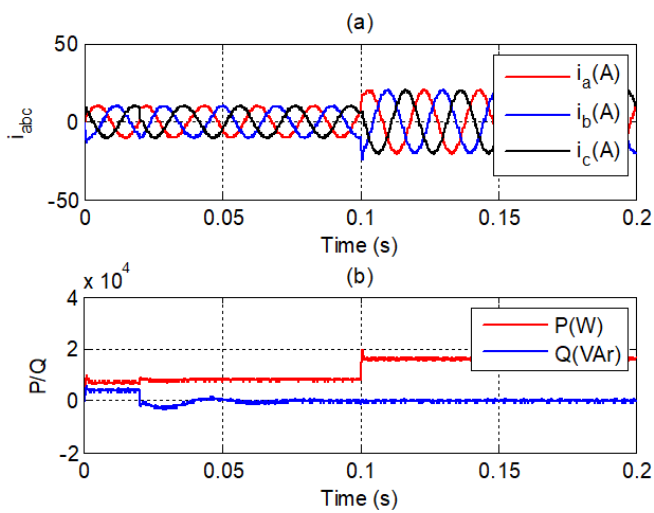 (a)
50
0
-50
i_abc
i_a(A)
i_b(A)
i_c(A)
0 0.05 0.1 0.15 0.2
Time (s)
(b)
x 10^4
4
2
0
-2
P/Q
P(W)
Q(VAr)
0 0.05 0.1 0.15 0.2
Time (s)